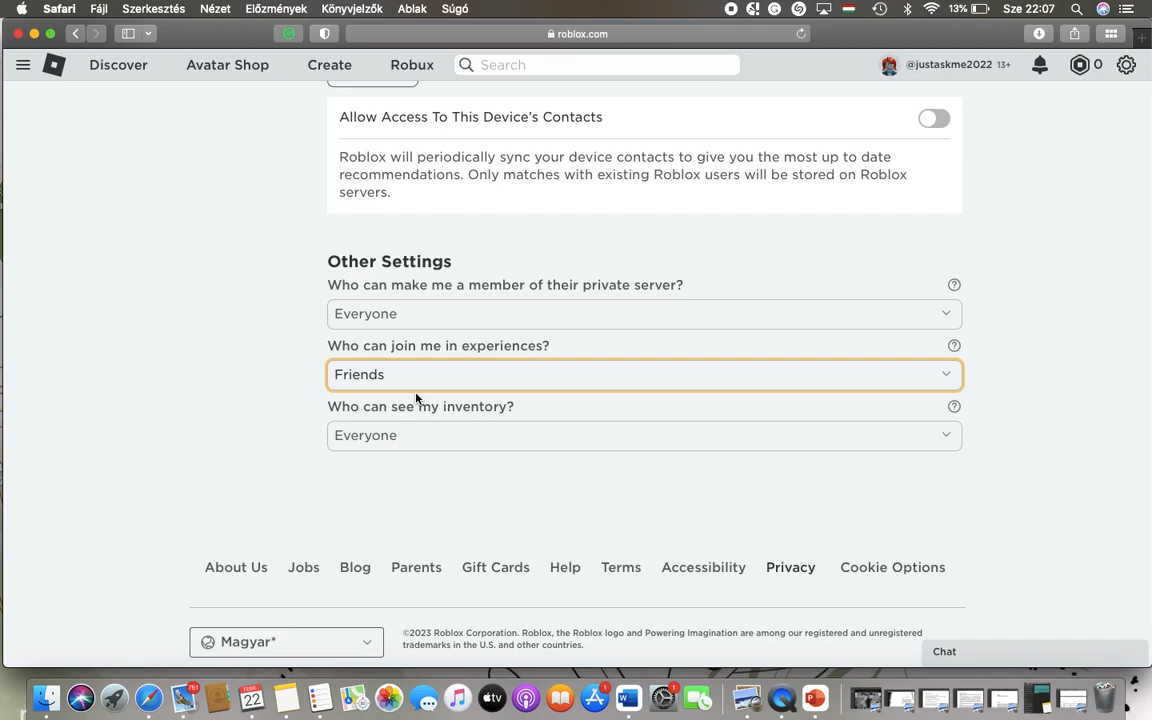 Safari Fájl Szerkesztés Nézet Előzmények Könyvjelzők Ablak Súgó 13% Sze 22:07
roblox.com
Discover Avatar Shop Create Robux Search @justaskme2022 13+ 0
Allow Access To This Device's Contacts
Roblox will periodically sync your device contacts to give you the most up to date
recommendations. Only matches with existing Roblox users will be stored on Roblox
servers.
Other Settings
Who can make me a member of their private server?
Everyone
Who can join me in experiences?
Friends
Who can see my inventory?
Everyone
About Us Jobs Blog Parents Gift Cards Help Terms Accessibility Privacy Cookie Options
Magyar*
©2023 Roblox Corporation. Roblox, the Roblox logo and Powering Imagination are among our registered and unregistered
trademarks in the U.S. and other countries.
Chat